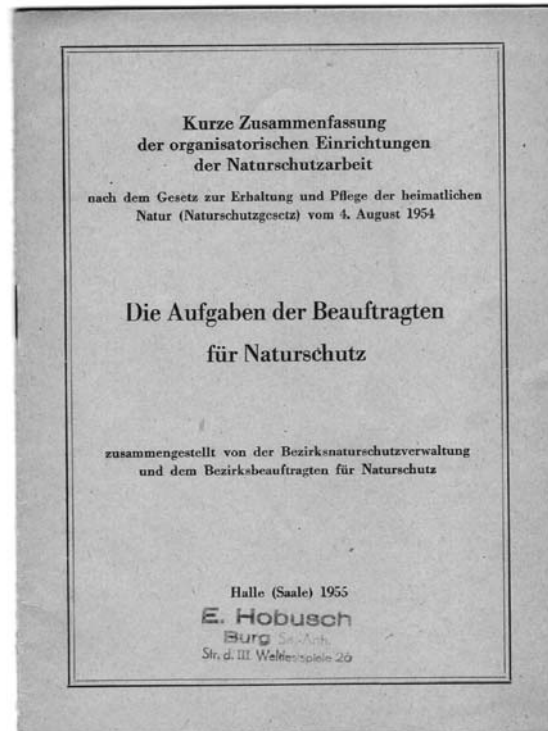 Kurze Zusammenfassung
der organisatorischen Einrichtungen
der Naturschutzarbeit
nach dem Gesetz zur Erhaltung und Pflege der heimatlichen
Natur (Naturschutzgesetz) vom 4. August 1954
Die Aufgaben der Beauftragten
für Naturschutz
zusammengestellt von der Bezirksnaturschutzverwaltung
und dem Bezirksbeauftragten für Naturschutz
Halle (Saale) 1955
E. Hobusch
Burg
Str. d. III. Weltfestspiele 26